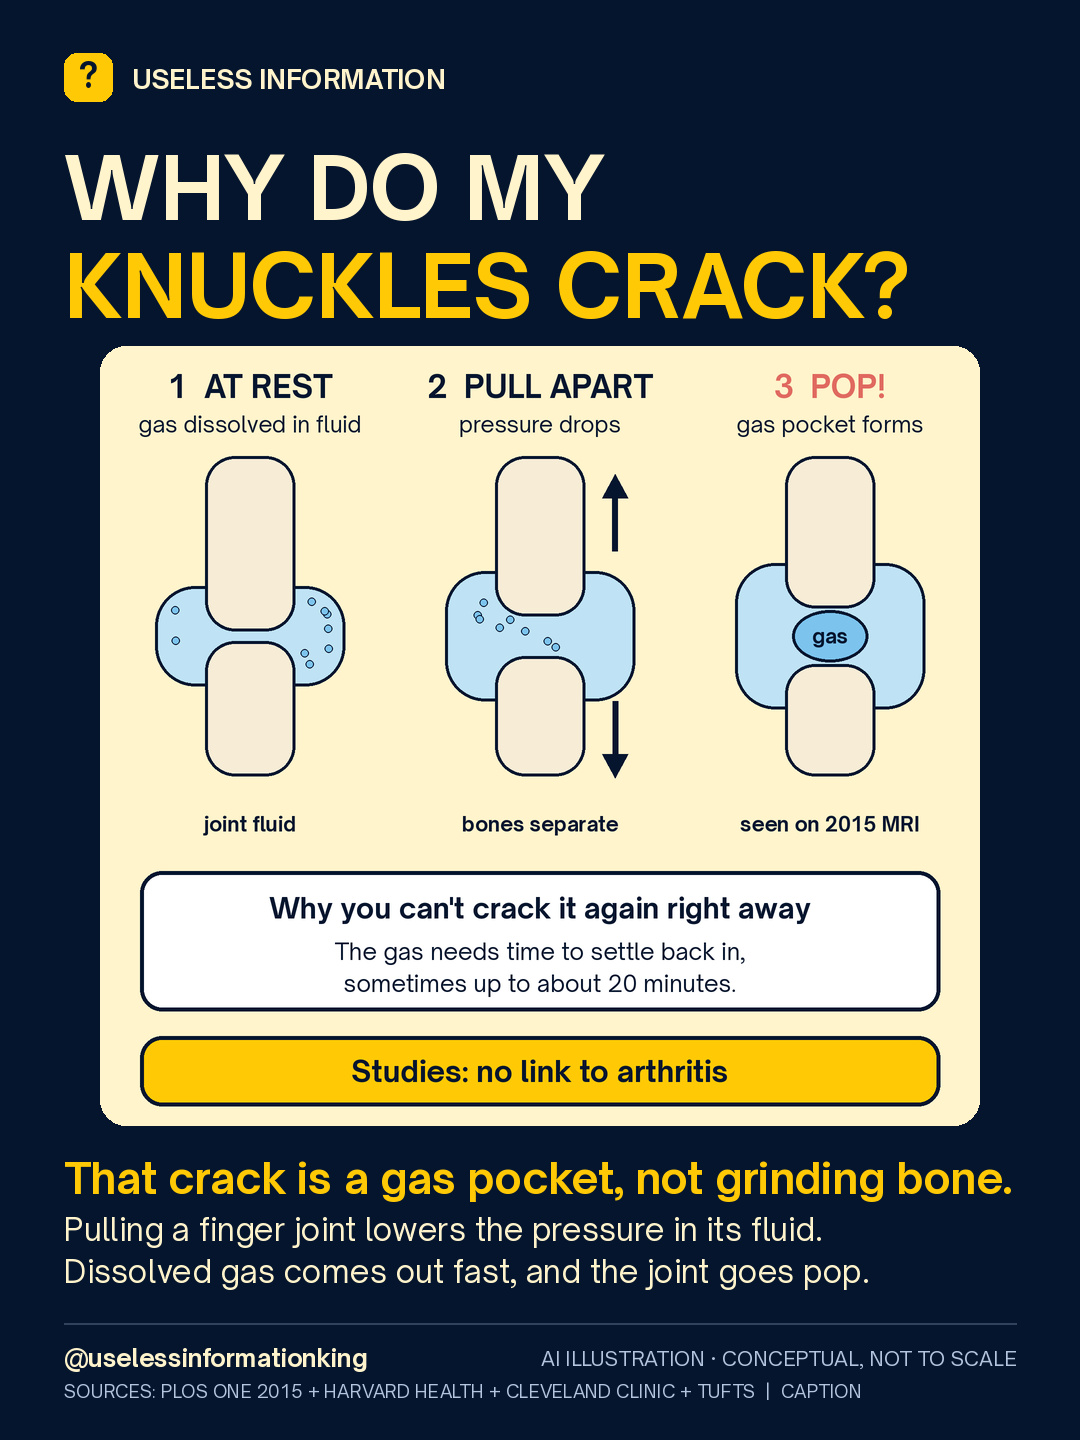 ?
USELESS INFORMATION
WHY DO MY
KNUCKLES CRACK?
1 AT REST
gas dissolved in fluid
2 PULL APART
pressure drops
3 POP!
gas pocket forms
gas
joint fluid
bones separate
seen on 2015 MRI
Why you can't crack it again right away
The gas needs time to settle back in,
sometimes up to about 20 minutes.
Studies: no link to arthritis
That crack is a gas pocket, not grinding bone.
Pulling a finger joint lowers the pressure in its fluid.
Dissolved gas comes out fast, and the joint goes pop.
@uselessinformationking
AI ILLUSTRATION · CONCEPTUAL, NOT TO SCALE
SOURCES: PLOS ONE 2015 + HARVARD HEALTH + CLEVELAND CLINIC + TUFTS | CAPTION